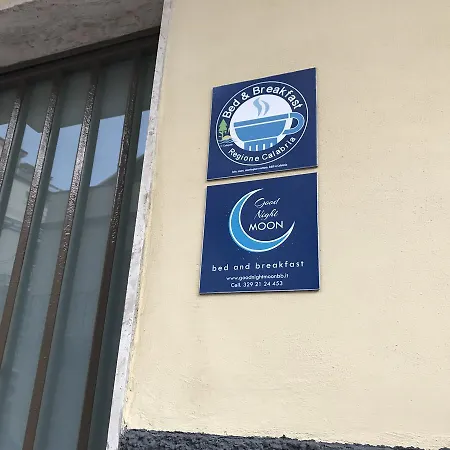 Bed & Breakfast
Regione Calabria
Good
Night
MOON
bed and breakfast
www.goodnightmoonbb.it
Cell. 329 21 24 453